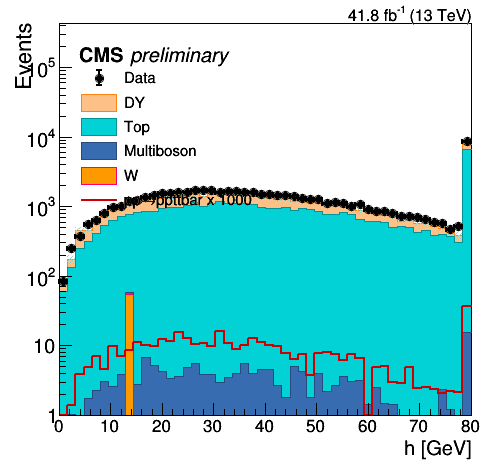 41.8 fb⁻¹ (13 TeV)
Events
CMS preliminary
Data
DY
Top
Multiboson
W
ppttbar x 1000
10⁵
10⁴
10³
10²
10
1
0 10 20 30 40 50 60 70 80
h [GeV]